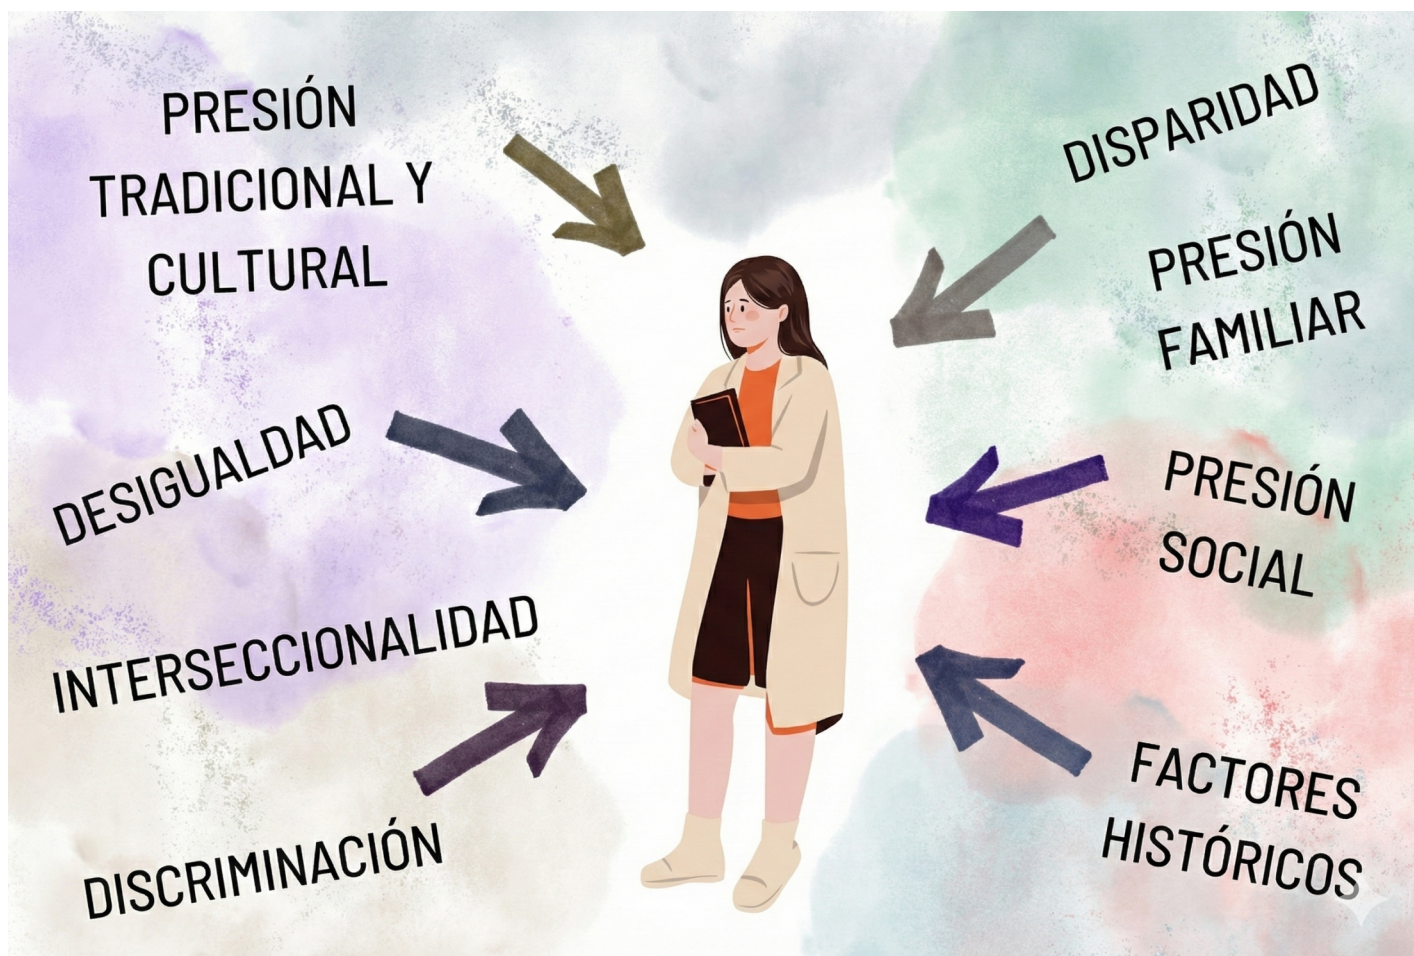 PRESIÓN
TRADICIONAL Y
CULTURAL
DESIGUALDAD
INTERSECCIONALIDAD
DISCRIMINACIÓN
DISPARIDAD
PRESIÓN
FAMILIAR
PRESIÓN
SOCIAL
FACTORES
HISTÓRICOS